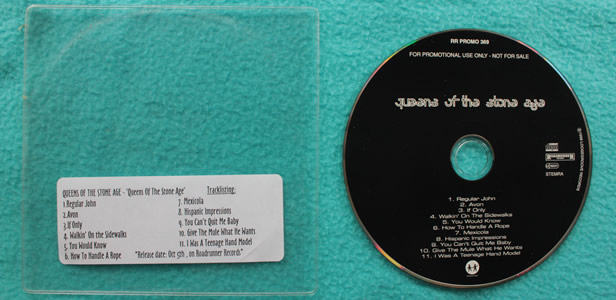 QUEENS OF THE STONE AGE - 'Queens Of The Stone Age' Tracklisting:
1.Regular John
2.Avon
3.If Only
4. Walkin' On the Sidewalks
5. You Would Know
6. How To Handle A Rope
7. Mexicola
8. Hispanic Impressions
9. You Can't Quit Me Baby
10. Give The Mule What He Wants
11. I Was A Teenage Hand Model
"Release date: Oct 5th , on Roadrunner Records"
RR PROMO 369
FOR PROMOTIONAL USE ONLY - NOT FOR SALE
queens of the stone age
STEMRA
1. Regular John
2. Avon
3. If Only
4. Walkin' On The Sidewalks
5. You Would Know
6. How To Handle A Rope
7. Mexicola
8. Hispanic Impressions
9. You Can't Quit Me Baby
10. Give The Mule What He Wants
11. I Was A Teenage Hand Model